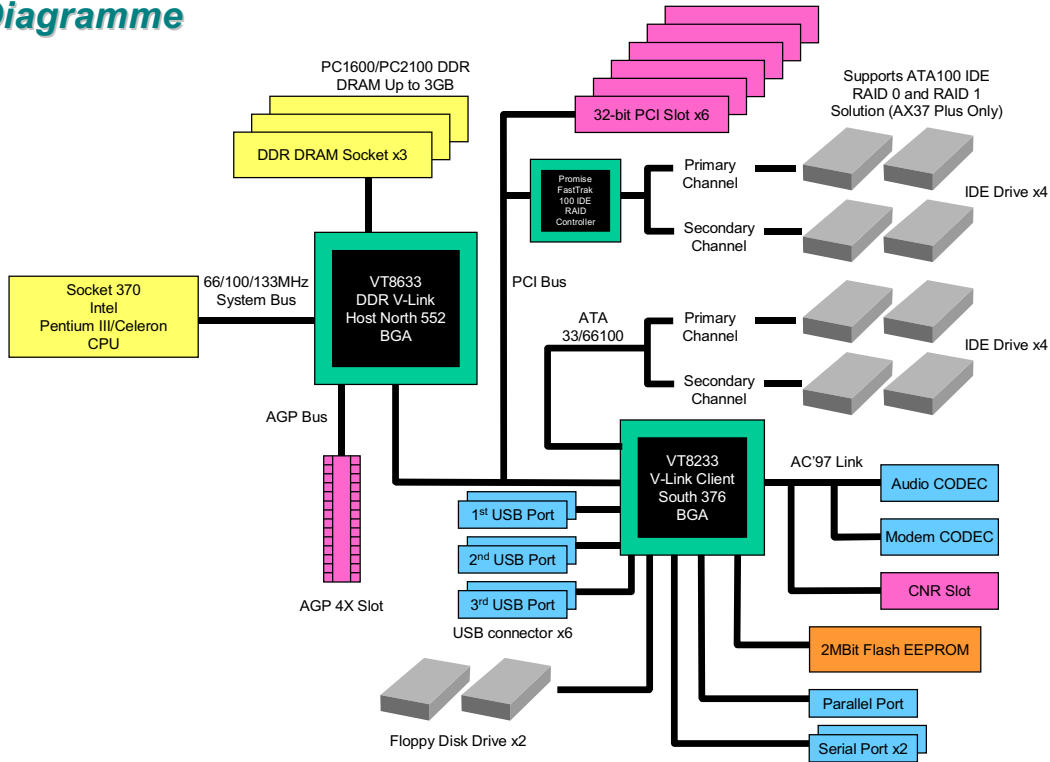 Diagramme
PC1600/PC2100 DDR
DRAM Up to 3GB
DDR DRAM Socket x3
32-bit PCI Slot x6
Supports ATA100 IDE
RAID 0 and RAID 1
Solution (AX37 Plus Only)
Promise
FastTrak
100 IDE
RAID
Controller
Primary
Channel
Secondary
Channel
IDE Drive x4
Socket 370
Intel
Pentium III/Celeron
CPU
66/100/133MHz
System Bus
VT8633
DDR V-Link
Host North 552
BGA
PCI Bus
ATA
33/66100
Primary
Channel
Secondary
Channel
IDE Drive x4
AGP Bus
AGP 4X Slot
VT8233
V-Link Client
South 376
BGA
AC'97 Link
Audio CODEC
Modem CODEC
CNR Slot
1st USB Port
2nd USB Port
3rd USB Port
USB connector x6
2MBit Flash EEPROM
Parallel Port
Serial Port x2
Floppy Disk Drive x2